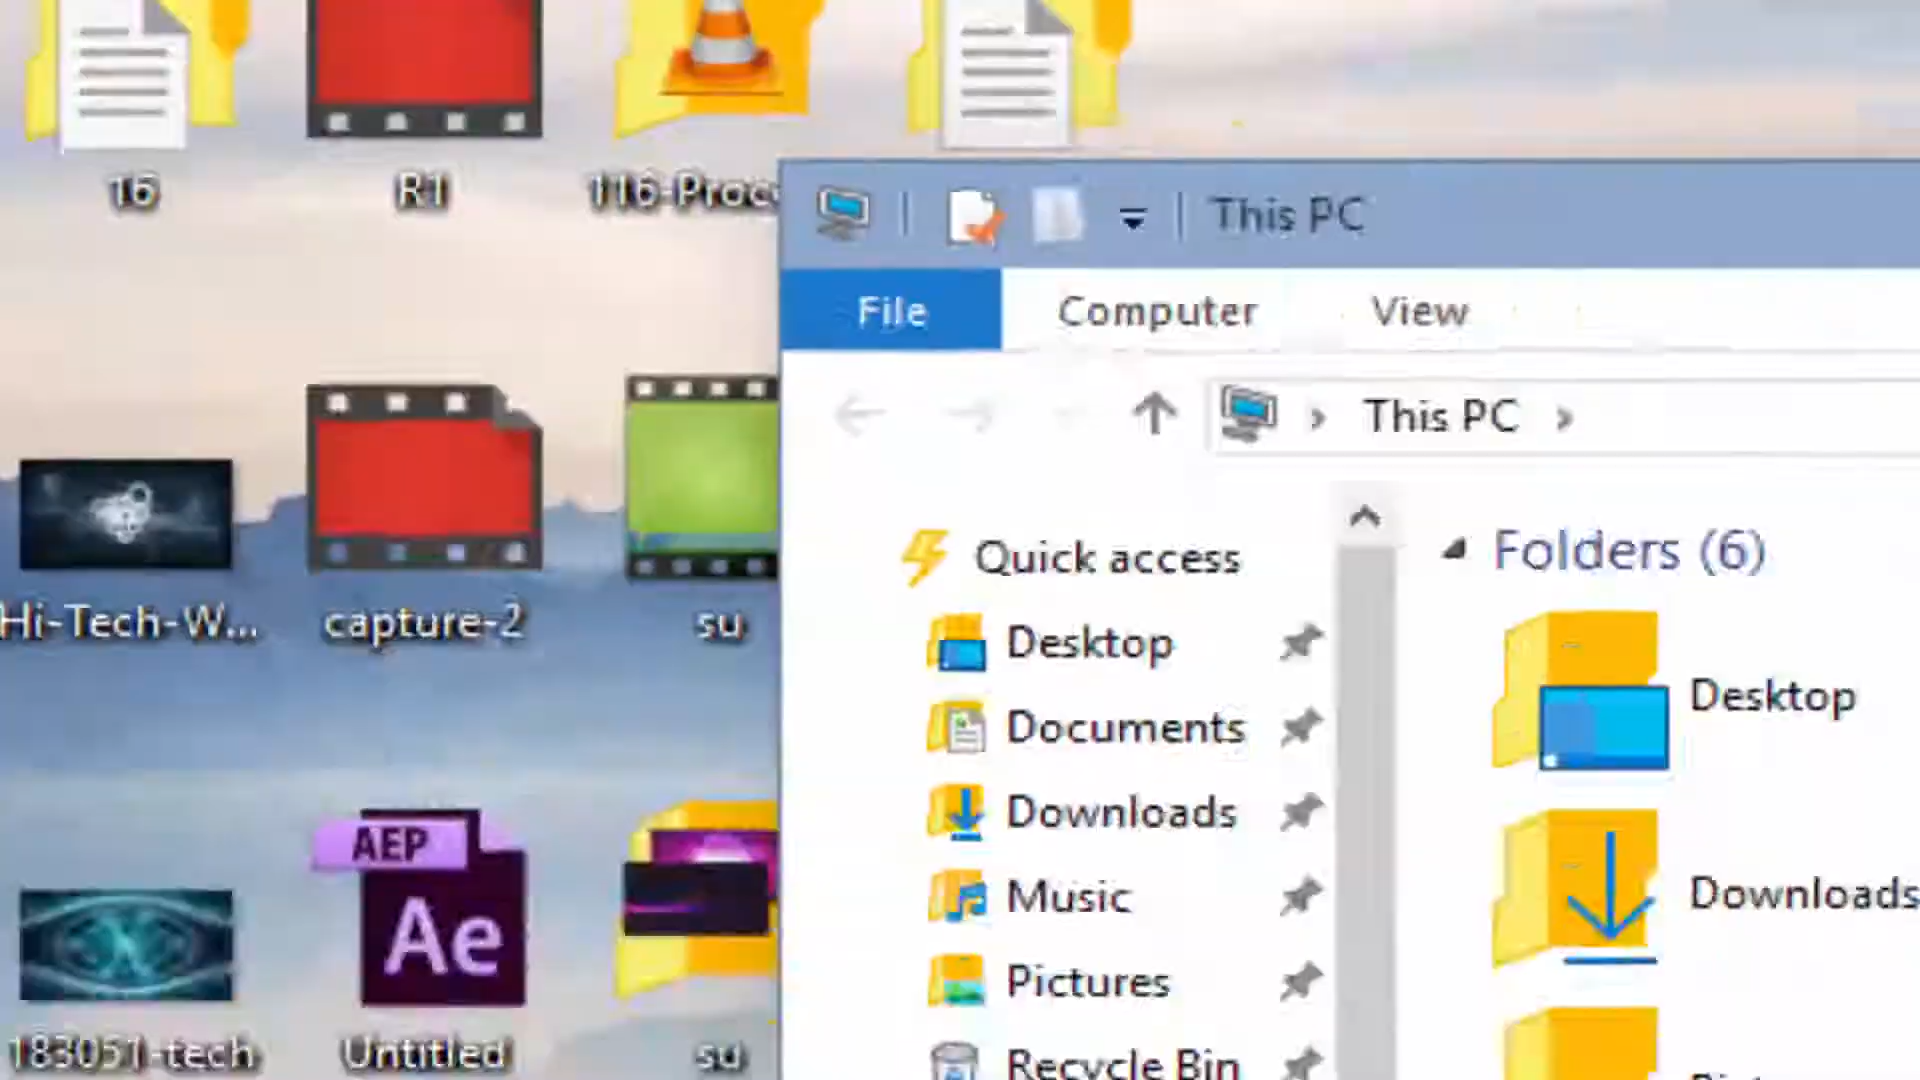 16
R1
116-Proc
This PC
File
Computer
View
This PC
Hi-Tech-W...
capture-2
su
Quick access
Desktop
Documents
Downloads
Music
Pictures
Recycle Bin
Folders (6)
Desktop
Downloads
AEP
Ae
183051-tech
Untitled
su